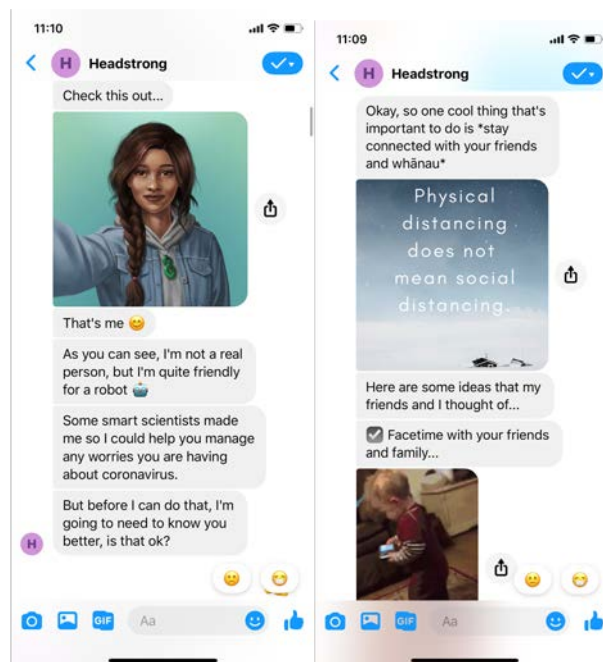 11:10
H Headstrong
Check this out...
That's me 😊
As you can see, I'm not a real
person, but I'm quite friendly
for a robot 🤖
Some smart scientists made
me so I could help you manage
any worries you are having
about coronavirus.
But before I can do that, I'm
going to need to know you
better, is that ok?
H
GIF
Aa
11:09
H Headstrong
Okay, so one cool thing that's
important to do is *stay
connected with your friends
and whānau*
Physical
distancing
does not
mean social
distancing.
Here are some ideas that my
friends and I thought of...
☑️ Facetime with your friends
and family...
GIF
Aa